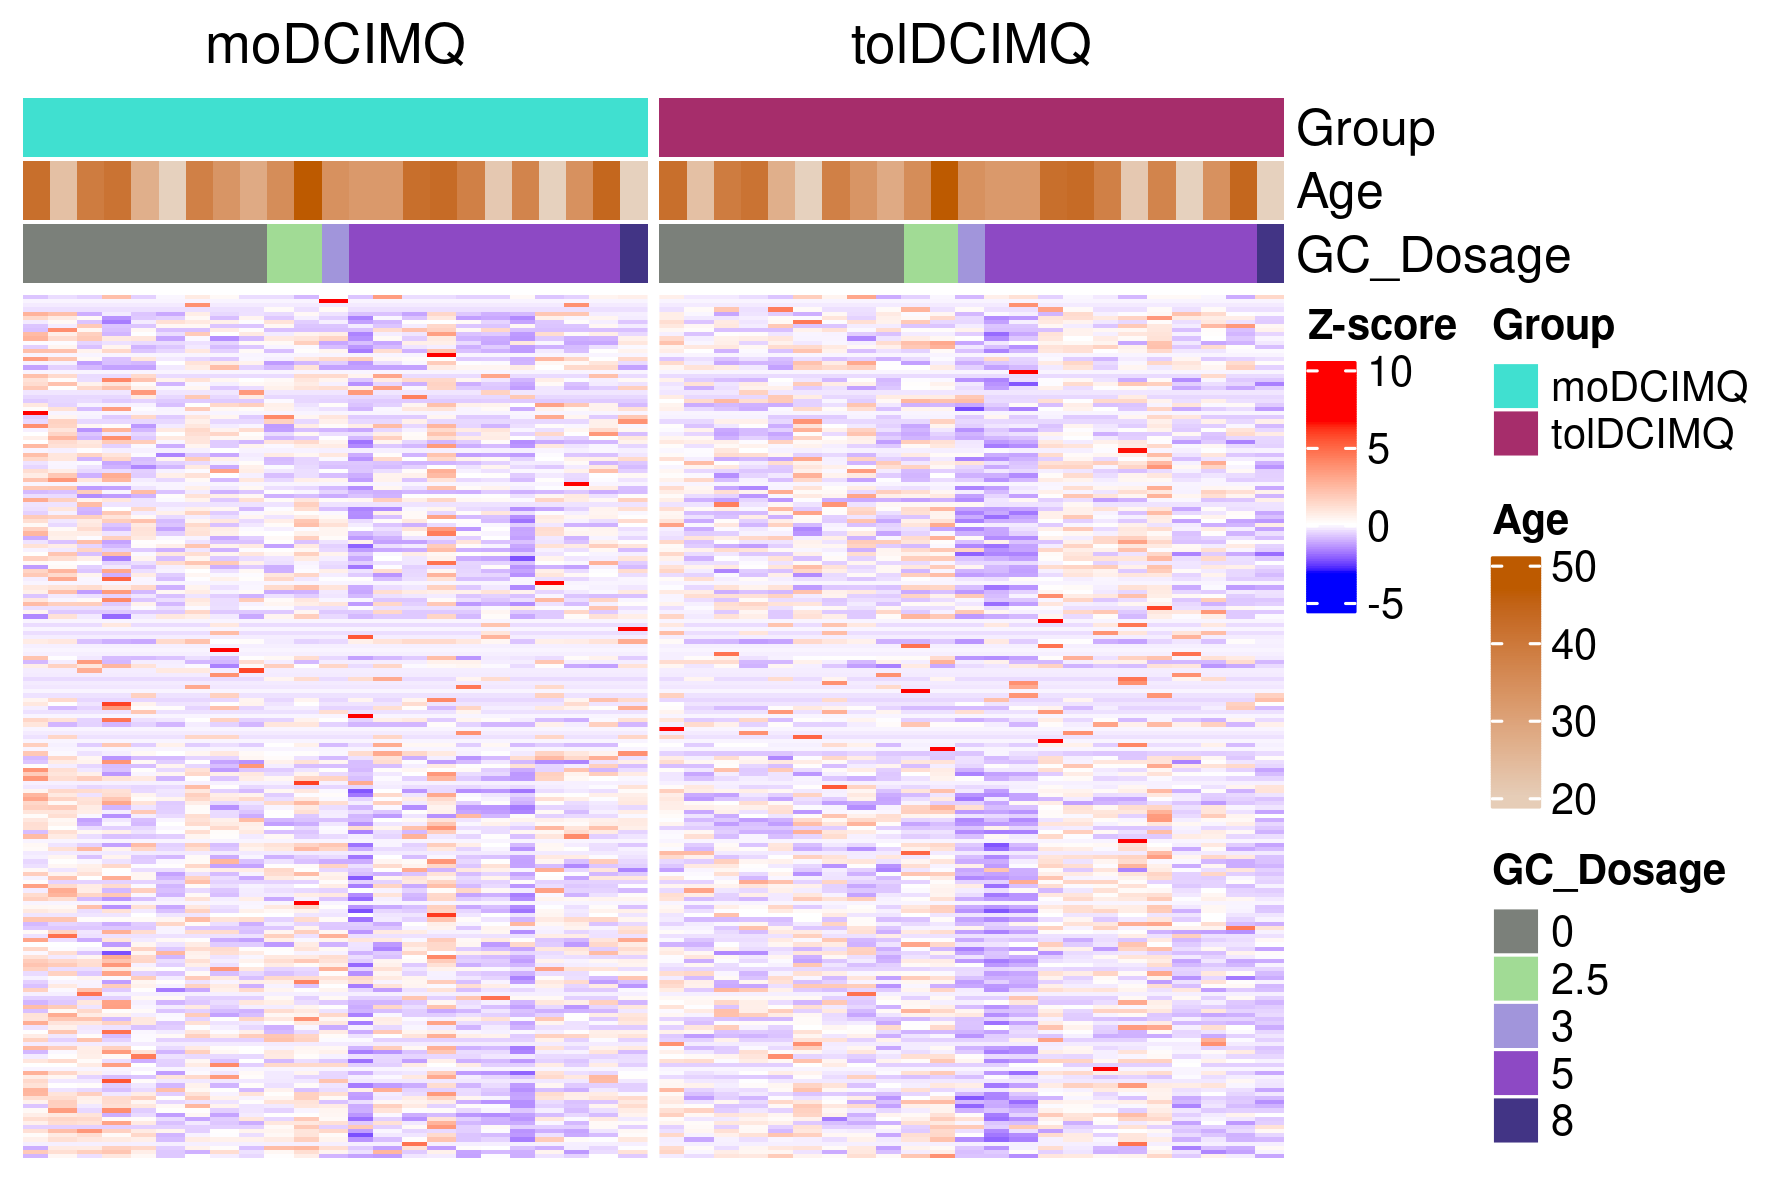 moDCIMQ
tolDCIMQ
Group
Age
GC_Dosage
Z-score
10
5
0
-5
Group
moDCIMQ
tolDCIMQ
Age
50
40
30
20
GC_Dosage
0
2.5
3
5
8